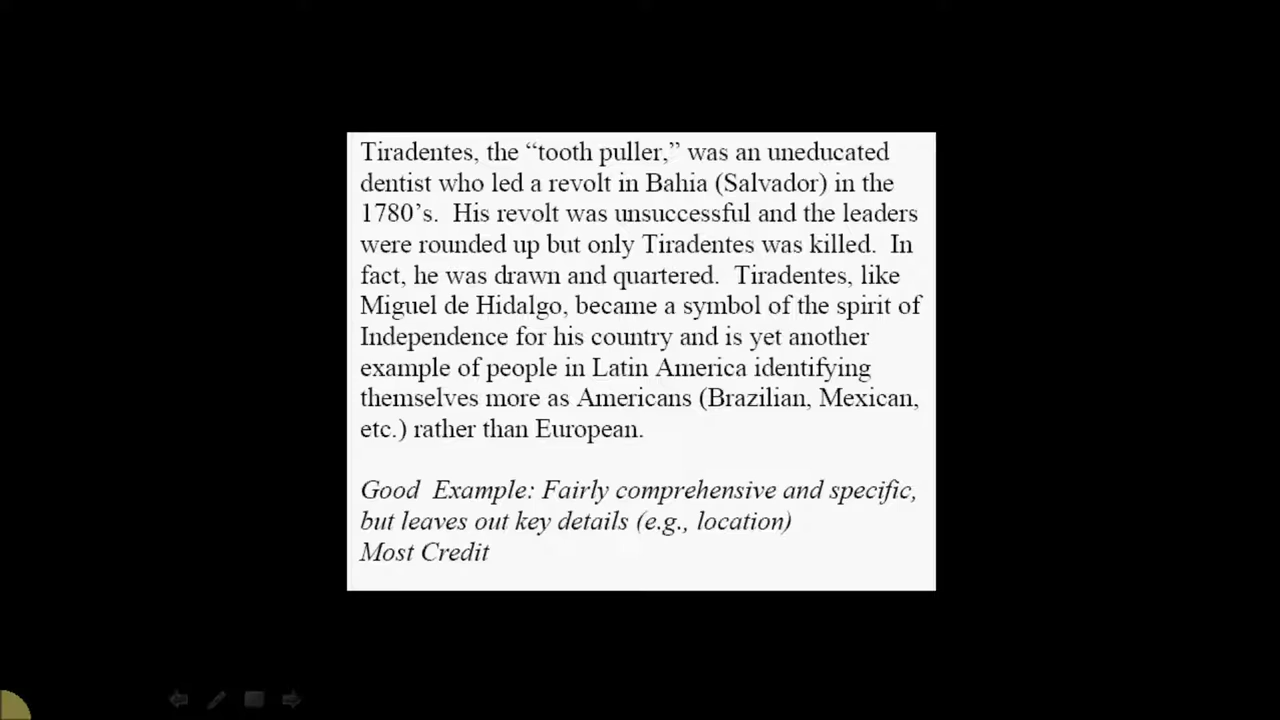 Tiradentes, the “tooth puller,” was an uneducated
dentist who led a revolt in Bahia (Salvador) in the
1780’s.  His revolt was unsuccessful and the leaders
were rounded up but only Tiradentes was killed.  In
fact, he was drawn and quartered.  Tiradentes, like
Miguel de Hidalgo, became a symbol of the spirit of
Independence for his country and is yet another
example of people in Latin America identifying
themselves more as Americans (Brazilian, Mexican,
etc.) rather than European.
Good  Example: Fairly comprehensive and specific,
but leaves out key details (e.g., location)
Most Credit